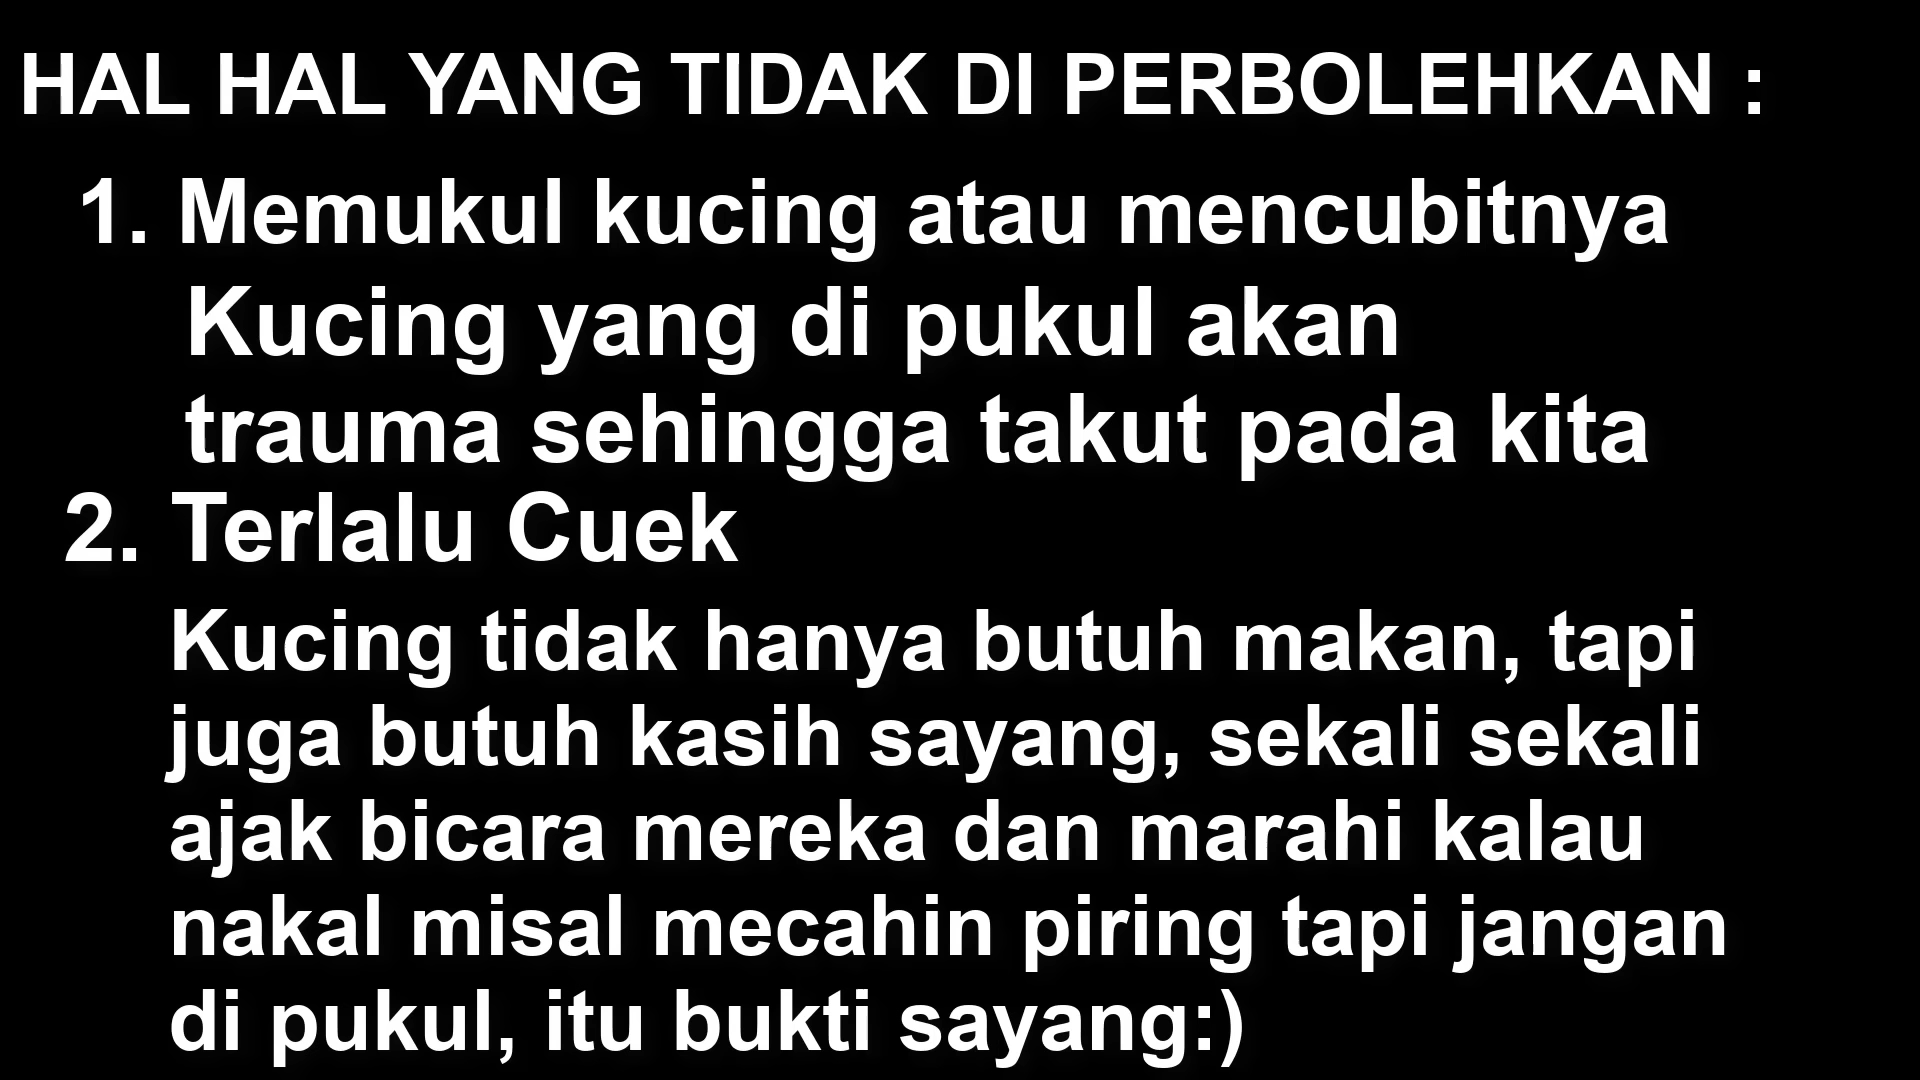 HAL HAL YANG TIDAK DI PERBOLEHKAN :
1. Memukul kucing atau mencubitnya
Kucing yang di pukul akan
trauma sehingga takut pada kita
2. Terlalu Cuek
Kucing tidak hanya butuh makan, tapi
juga butuh kasih sayang, sekali sekali
ajak bicara mereka dan marahi kalau
nakal misal mecahin piring tapi jangan
di pukul, itu bukti sayang:)